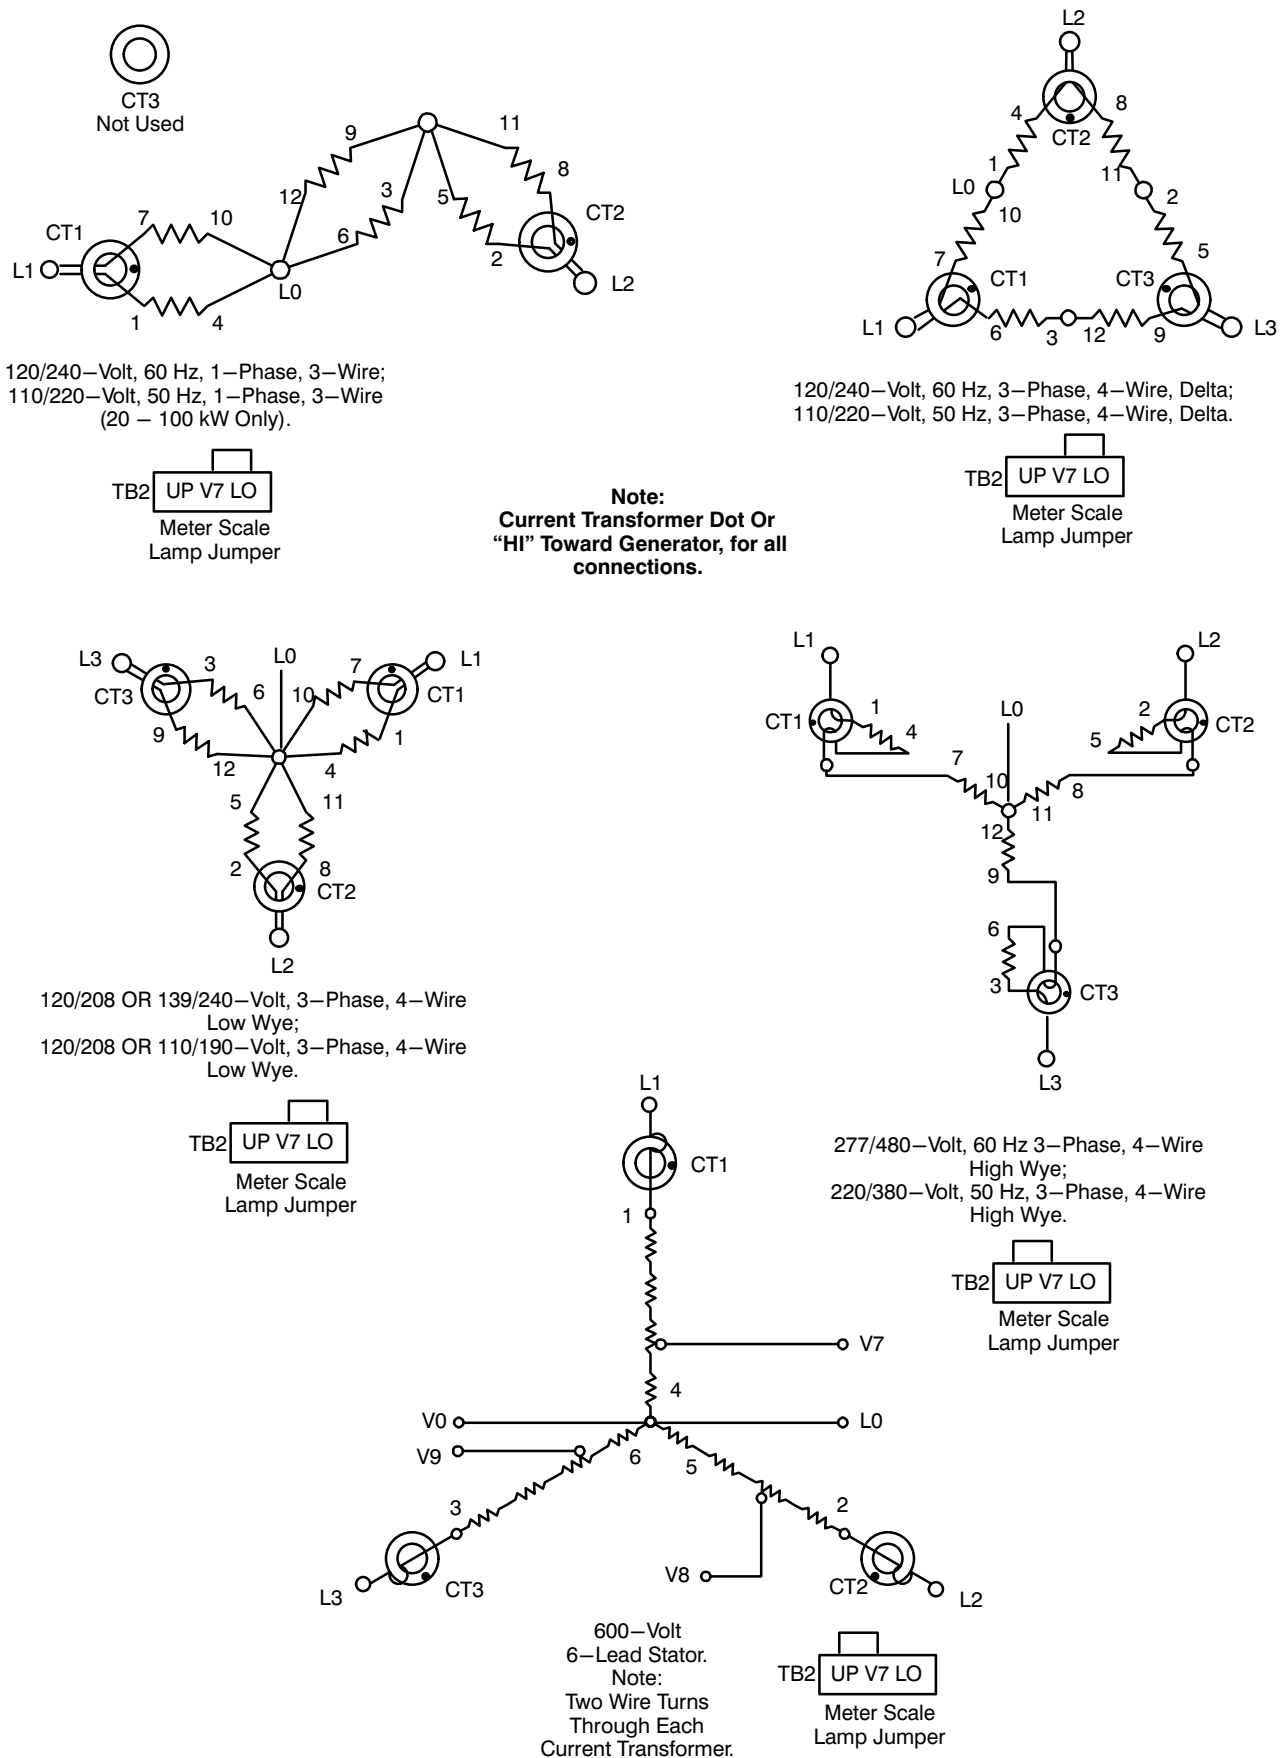 CT3
Not Used
9
11
12
3
5
8
CT2
7
10
CT1
6
2
L1
L0
L2
1
4
120/240–Volt, 60 Hz, 1–Phase, 3–Wire;
110/220–Volt, 50 Hz, 1–Phase, 3–Wire
(20 – 100 kW Only).
TB2 UP V7 LO
Meter Scale
Lamp Jumper
L2
4
8
CT2
1
11
L0
2
10
7
5
CT1
CT3
L1
6
3
12
9
L3
120/240–Volt, 60 Hz, 3–Phase, 4–Wire, Delta;
110/220–Volt, 50 Hz, 3–Phase, 4–Wire, Delta.
TB2 UP V7 LO
Meter Scale
Lamp Jumper
Note:
Current Transformer Dot Or
“HI” Toward Generator, for all
connections.
L3
3
L0
7
L1
CT3
6
10
CT1
9
1
12
4
5
11
2
8
CT2
L2
120/208 OR 139/240–Volt, 3–Phase, 4–Wire
Low Wye;
120/208 OR 110/190–Volt, 3–Phase, 4–Wire
Low Wye.
TB2 UP V7 LO
Meter Scale
Lamp Jumper
L1
L2
CT1
1
4
L0
2
5
CT2
7
10
8
11
12
9
6
3
CT3
L3
277/480–Volt, 60 Hz 3–Phase, 4–Wire
High Wye;
220/380–Volt, 50 Hz, 3–Phase, 4–Wire
High Wye.
TB2 UP V7 LO
Meter Scale
Lamp Jumper
L1
CT1
1
V7
4
V0
L0
V9
6
5
3
2
V8
L3
CT3
CT2
L2
600–Volt
6–Lead Stator.
Note:
Two Wire Turns
Through Each
Current Transformer.
TB2 UP V7 LO
Meter Scale
Lamp Jumper